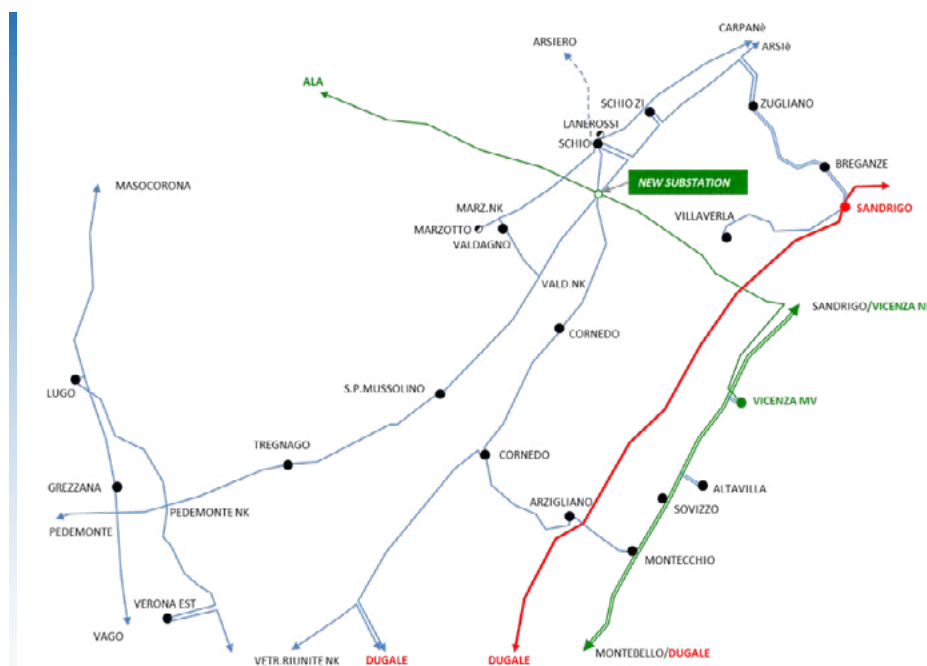 CARPANè
ARSIERO
ARSIè
ALA
SCHIO ZI
ZUGLIANO
LANEROSSI
SCHIO
BREGANZE
NEW SUBSTATION
MASOCORONA
SANDRIGO
MARZ.NK
VILLAVERLA
MARZOTTO
VALDAGNO
VALD.NK
SANDRIGO/VICENZA N
CORNEDO
LUGO
S.P.MUSSOLINO
VICENZA MV
TREGNAGO
CORNEDO
GREZZANA
ARZIGLIANO
ALTAVILLA
SOVIZZO
PEDEMONTE NK
PEDEMONTE
MONTECCHIO
VERONA EST
VAGO
VETR.RIUNITE NK
DUGALE
DUGALE
MONTEBELLO/DUGALE